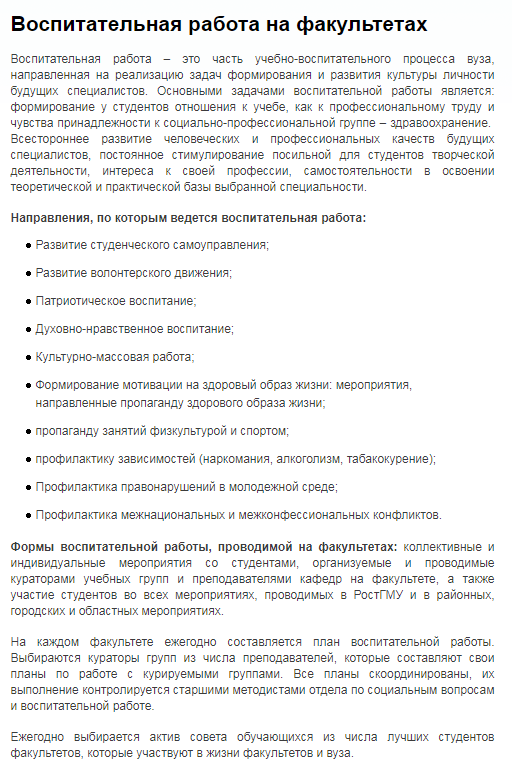 Воспитательная работа на факультетах
Воспитательная работа – это часть учебно-воспитательного процесса вуза,
направленная на реализацию задач формирования и развития культуры личности
будущих специалистов. Основными задачами воспитательной работы является:
формирование у студентов отношения к учебе, как к профессиональному труду и
чувства принадлежности к социально-профессиональной группе – здравоохранение.
Всестороннее развитие человеческих и профессиональных качеств будущих
специалистов, постоянное стимулирование посильной для студентов творческой
деятельности, интереса к своей профессии, самостоятельности в освоении
теоретической и практической базы выбранной специальности.
Направления, по которым ведется воспитательная работа:
• Развитие студенческого самоуправления;
• Развитие волонтерского движения;
• Патриотическое воспитание;
• Духовно-нравственное воспитание;
• Культурно-массовая работа;
• Формирование мотивации на здоровый образ жизни: мероприятия,
направленные пропаганду здорового образа жизни;
• пропаганду занятий физкультурой и спортом;
• профилактику зависимостей (наркомания, алкоголизм, табакокурение);
• Профилактика правонарушений в молодежной среде;
• Профилактика межнациональных и межконфессиональных конфликтов.
Формы воспитательной работы, проводимой на факультетах: коллективные и
индивидуальные мероприятия со студентами, организуемые и проводимые
кураторами учебных групп и преподавателями кафедр на факультете, а также
участие студентов во всех мероприятиях, проводимых в РостГМУ и в районных,
городских и областных мероприятиях.
На каждом факультете ежегодно составляется план воспитательной работы.
Выбираются кураторы групп из числа преподавателей, которые составляют свои
планы по работе с курируемыми группами. Все планы скоординированы, их
выполнение контролируется старшими методистами отдела по социальным вопросам
и воспитательной работе.
Ежегодно выбирается актив совета обучающихся из числа лучших студентов
факультетов, которые участвуют в жизни факультетов и вуза.